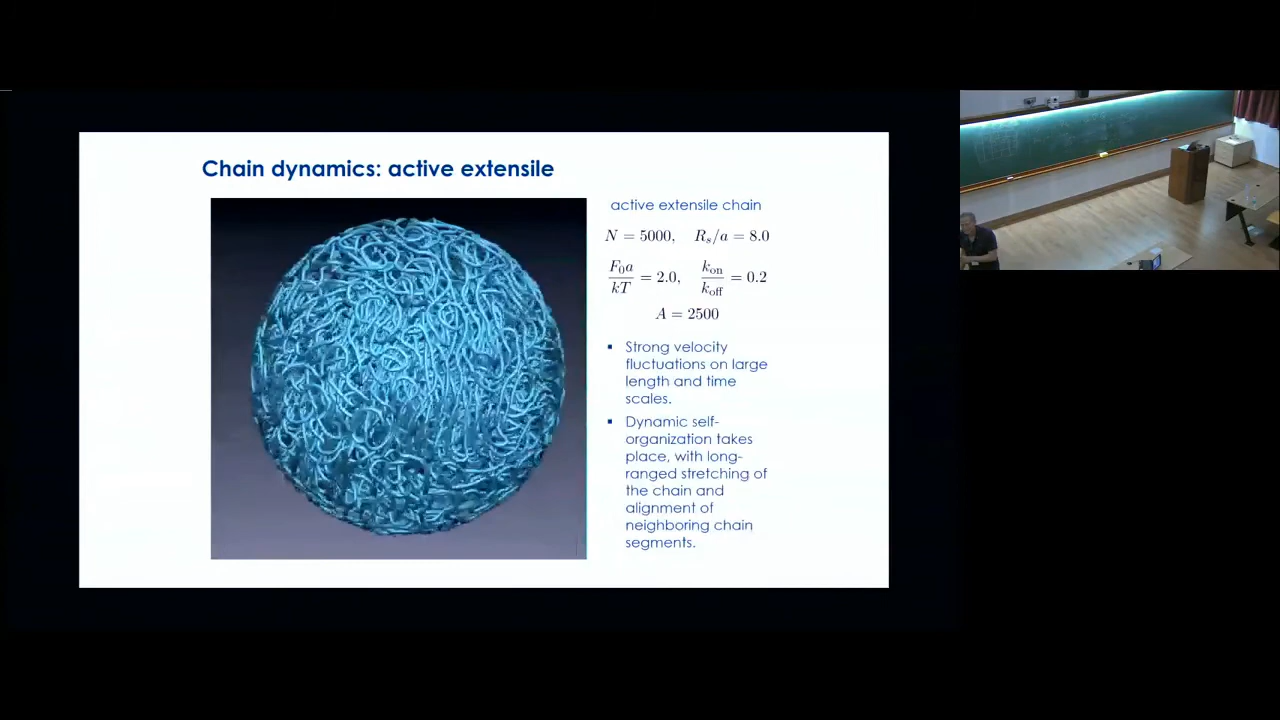 Chain dynamics: active extensile
active extensile chain
N = 5000, R_s/a = 8.0
F_0 a / kT = 2.0, k_on / k_off = 0.2
A = 2500
▪ Strong velocity
fluctuations on large
length and time
scales.
▪ Dynamic self-
organization takes
place, with long-
ranged stretching of
the chain and
alignment of
neighboring chain
segments.